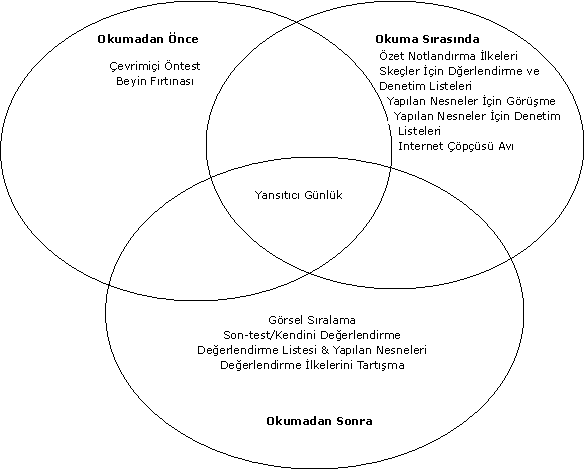 Okumadan Önce
Çevrimiçi Öntest
Beyin Fırtınası
Okuma Sırasında
Özet Notlandırma İlkeleri
Skeçler İçin Dğerlendirme ve
Denetim Listeleri
Yapılan Nesneler İçin Görüşme
Yapılan Nesneler İçin Denetim
Listeleri
Internet Çöpçüsü Avı
Yansıtıcı Günlük
Görsel Sıralama
Son-test/Kendini Değerlendirme
Değerlendirme Listesi & Yapılan Nesneleri
Değerlendirme İlkelerini Tartışma
Okumadan Sonra